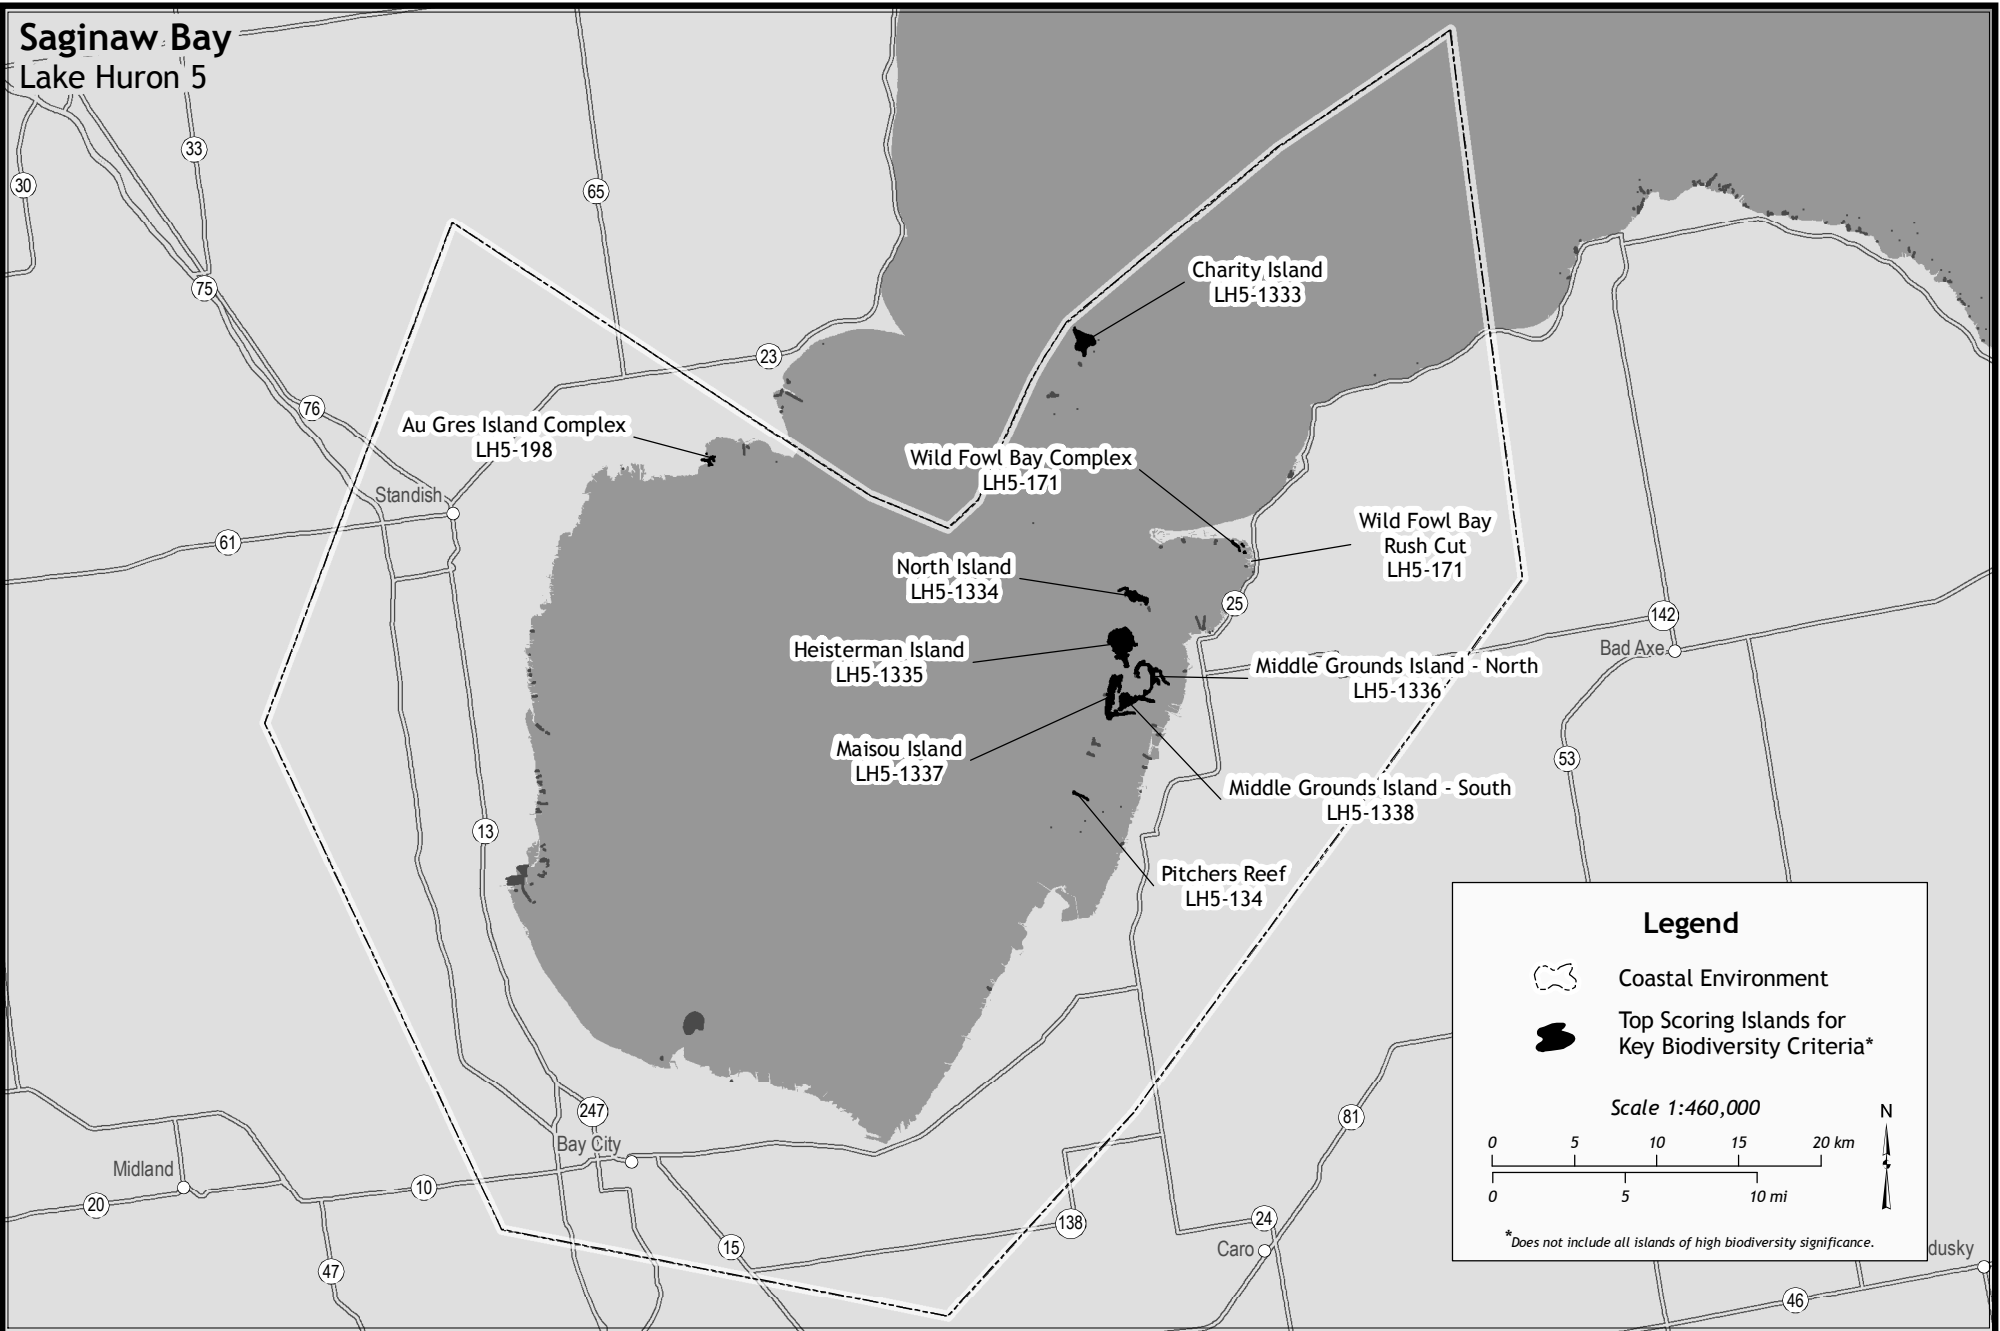 Saginaw Bay
Lake Huron 5
33
30
65
75
Charity Island
LH5-1333
23
76
Au Gres Island Complex
LH5-198
Wild Fowl Bay Complex
LH5-171
Standish
Wild Fowl Bay
Rush Cut
LH5-171
61
North Island
LH5-1334
25
142
Bad Axe
Heisterman Island
LH5-1335
Middle Grounds Island - North
LH5-1336
Maisou Island
LH5-1337
53
Middle Grounds Island - South
LH5-1338
13
Pitchers Reef
LH5-134
Legend
Coastal Environment
Top Scoring Islands for
Key Biodiversity Criteria*
Scale 1:460,000
N
0 5 10 15 20 km
0 5 10 mi
*Does not include all islands of high biodiversity significance.
247
Bay City
81
Midland
10
20
138
24
Caro
15
47
dusky
46